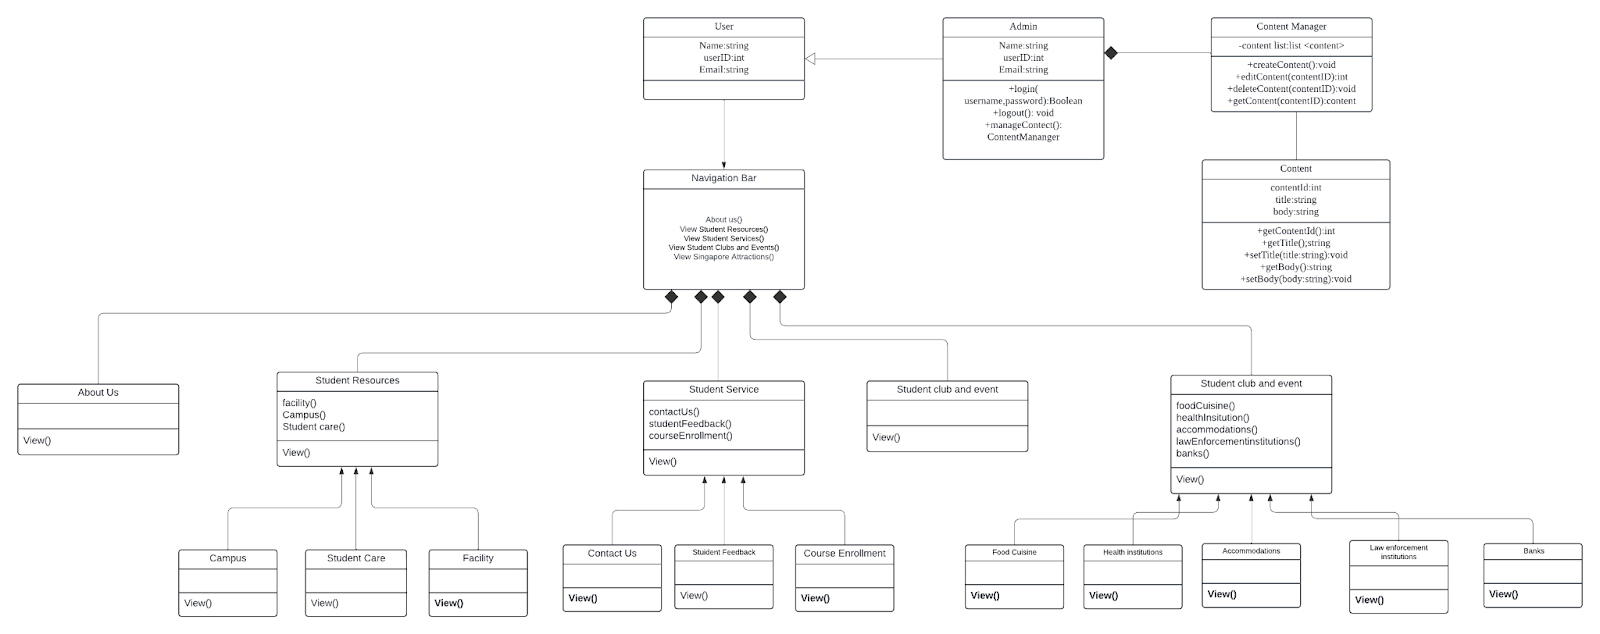 User
Name:string
userID:int
Email:string
Admin
Name:string
userID:int
Email:string
+login(
username,password):Boolean
+logout(): void
+manageContect():
ContentMananger
Content Manager
-content list:list <content>
+createContent():void
+editContent(contentID):int
+deleteContent(contentID):void
+getContent(contentID):content
Content
contentId:int
title:string
body:string
+getContentId():int
+getTitle();string
+setTitle(title:string):void
+getBody():string
+setBody(body:string):void
Navigation Bar
About us()
View Student Resources()
View Student Services()
View Student Clubs and Events()
View Singapore Attractions()
About Us
View()
Student Resources
facility()
Campus()
Student care()
View()
Student Service
contactUs()
studentFeedback()
courseEnrollment()
View()
Student club and event
View()
Student club and event
foodCuisine()
healthInsitution()
accommodations()
lawEnforcementinstitutions()
banks()
View()
Campus
View()
Student Care
View()
Facility
View()
Contact Us
View()
Stuident Feedback
View()
Course Enrollment
View()
Food Cuisine
View()
Health institutions
View()
Accommodations
View()
Law enforcement
institutions
View()
Banks
View()